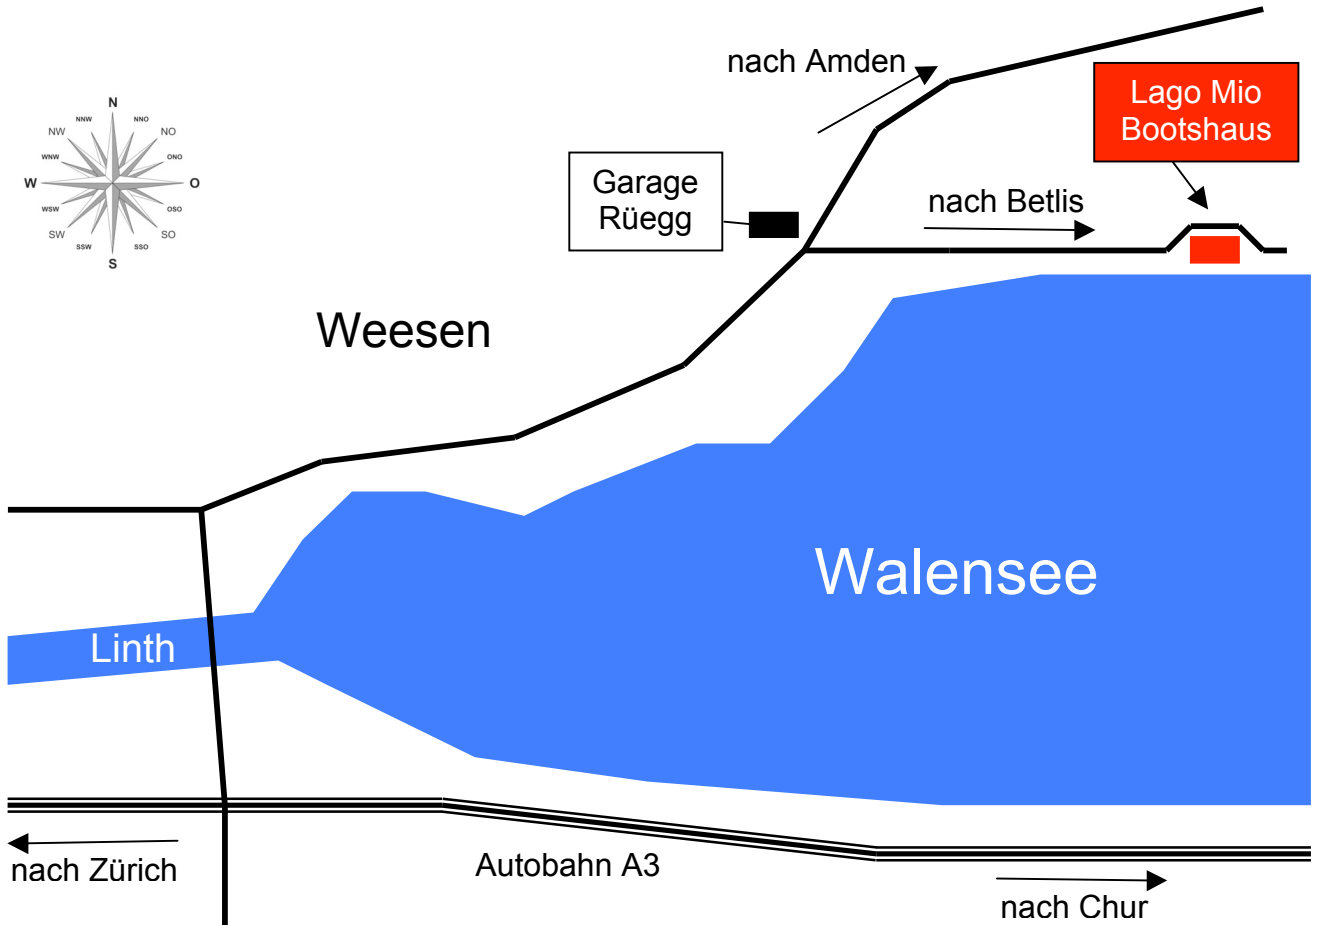 nach Amden
Lago Mio
Bootshaus
N
NNW
NNO
NW
NO
WNW
ONO
W
O
WSW
OSO
SW
SO
SSW
SSO
S
Garage
Rüegg
nach Betlis
Weesen
Walensee
Linth
nach Zürich
Autobahn A3
nach Chur